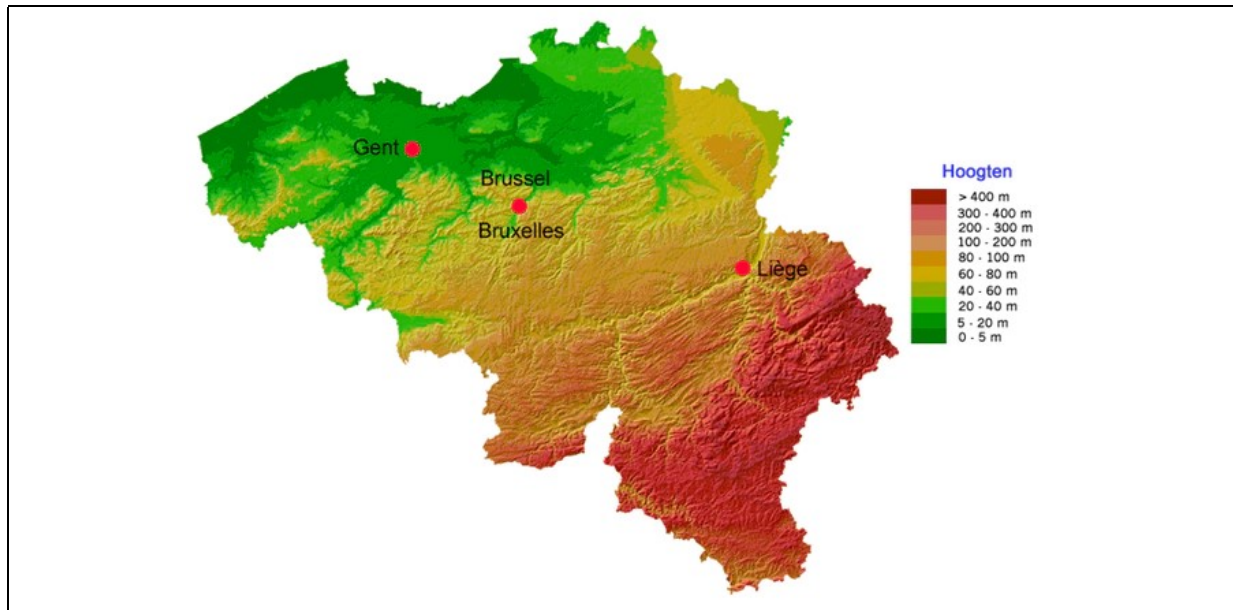 Gent
Brussel
Bruxelles
Liège
Hoogten
> 400 m
300 - 400 m
200 - 300 m
100 - 200 m
80 - 100 m
60 - 80 m
40 - 60 m
20 - 40 m
5 - 20 m
0 - 5 m